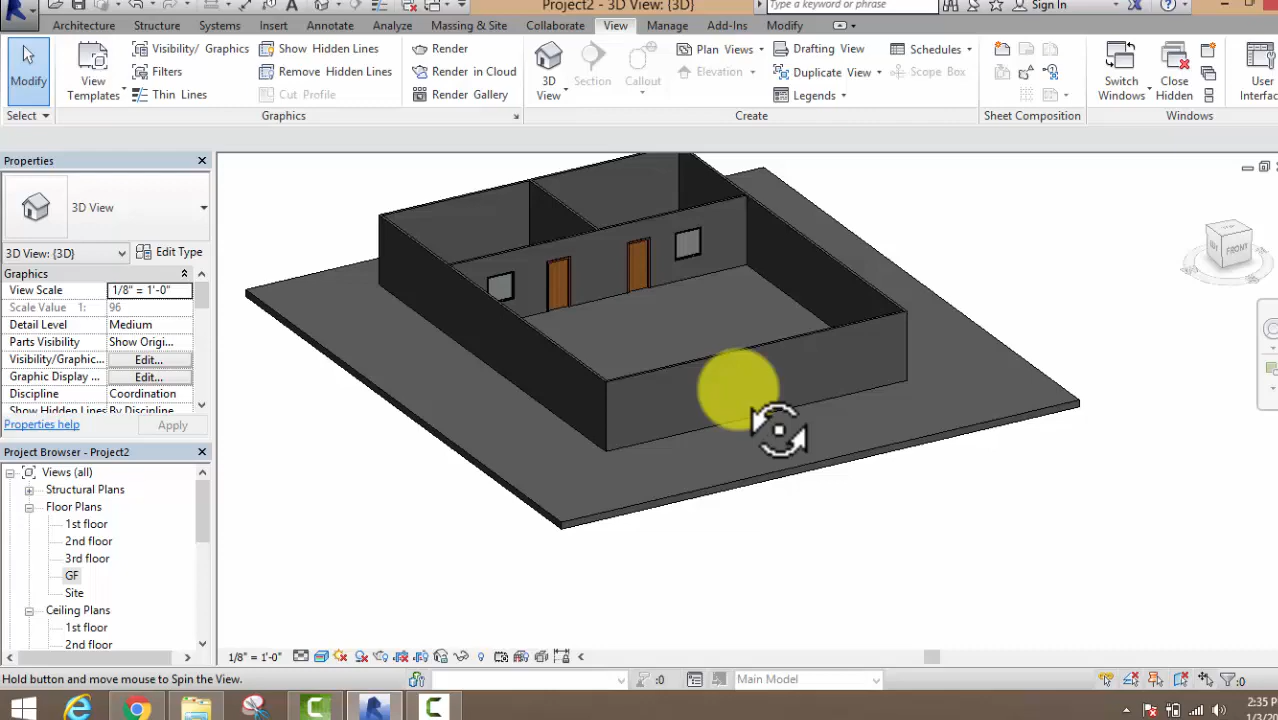 Project2 - 3D View: {3D}
Type a keyword or phrase
Sign In
Architecture Structure Systems Insert Annotate Analyze Massing & Site Collaborate View Manage Add-Ins Modify
Modify
View Templates
Visibility/ Graphics
Filters
Thin Lines
Show Hidden Lines
Remove Hidden Lines
Cut Profile
Render
Render in Cloud
Render Gallery
3D View
Section
Callout
Plan Views
Elevation
Drafting View
Duplicate View
Legends
Schedules
Scope Box
Switch Windows
Close Hidden
User Interfac
Select Graphics Create Sheet Composition Windows
Properties
3D View
3D View: {3D} Edit Type
Graphics
View Scale 1/8" = 1'-0"
Scale Value 1: 96
Detail Level Medium
Parts Visibility Show Origi...
Visibility/Graphic... Edit...
Graphic Display ... Edit...
Discipline Coordination
Show Hidden Lines By Discipline
Properties help Apply
Project Browser - Project2
Views (all)
Structural Plans
Floor Plans
1st floor
2nd floor
3rd floor
GF
Site
Ceiling Plans
1st floor
2nd floor
FRONT
1/8" = 1'-0"
Hold button and move mouse to Spin the View.
:0
Main Model
:0
2:35 P